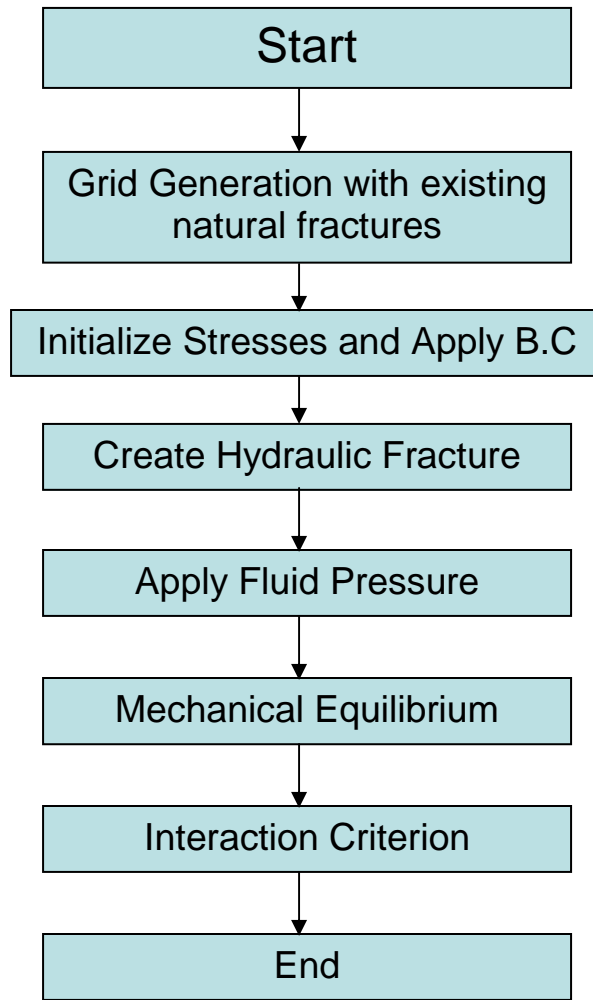 Start
Grid Generation with existing
natural fractures
Initialize Stresses and Apply B.C
Create Hydraulic Fracture
Apply Fluid Pressure
Mechanical Equilibrium
Interaction Criterion
End